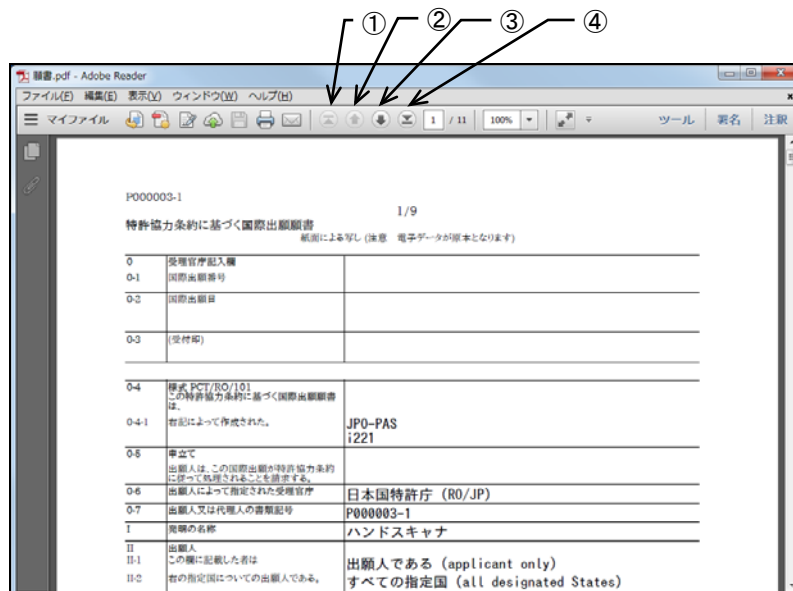 ① ② ③ ④
願書.pdf - Adobe Reader
ファイル(F) 編集(E) 表示(V) ウィンドウ(W) ヘルプ(H)
マイファイル 1 / 11 100% ツール 署名 注釈
P000003-1
1/9
特許協力条約に基づく国際出願願書
紙面による写し (注意 電子データが原本となります)
0 受理官庁記入欄
0-1 国際出願番号
0-2 国際出願日
0-3 (受付印)
0-4 様式 PCT/RO/101
この特許協力条約に基づく国際出願願書
は、
0-4-1 右記によって作成された。 JPO-PAS
i221
0-5 申立て
出願人は、この国際出願が特許協力条約
に従って処理されることを請求する。
0-6 出願人によって指定された受理官庁 日本国特許庁 (RO/JP)
0-7 出願人又は代理人の書類記号 P000003-1
I 発明の名称 ハンドスキャナ
II 出願人
II-1 この欄に記載した者は 出願人である (applicant only)
II-2 右の指定国についての出願人である。 すべての指定国 (all designated States)